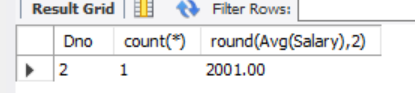 Result Grid Filter Rows:
Dno count(*) round(Avg(Salary),2)
2 1 2001.00